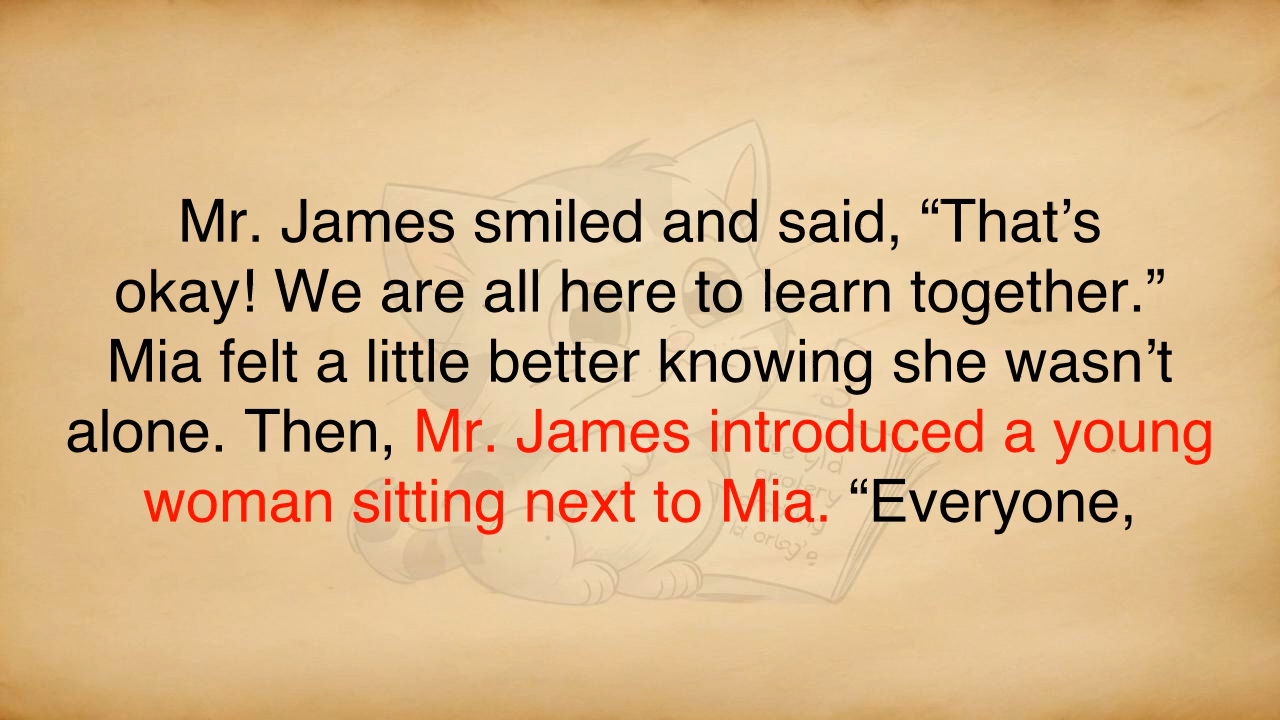 Mr. James smiled and said, “That’s
okay! We are all here to learn together.”
Mia felt a little better knowing she wasn’t
alone. Then, Mr. James introduced a young
woman sitting next to Mia. “Everyone,